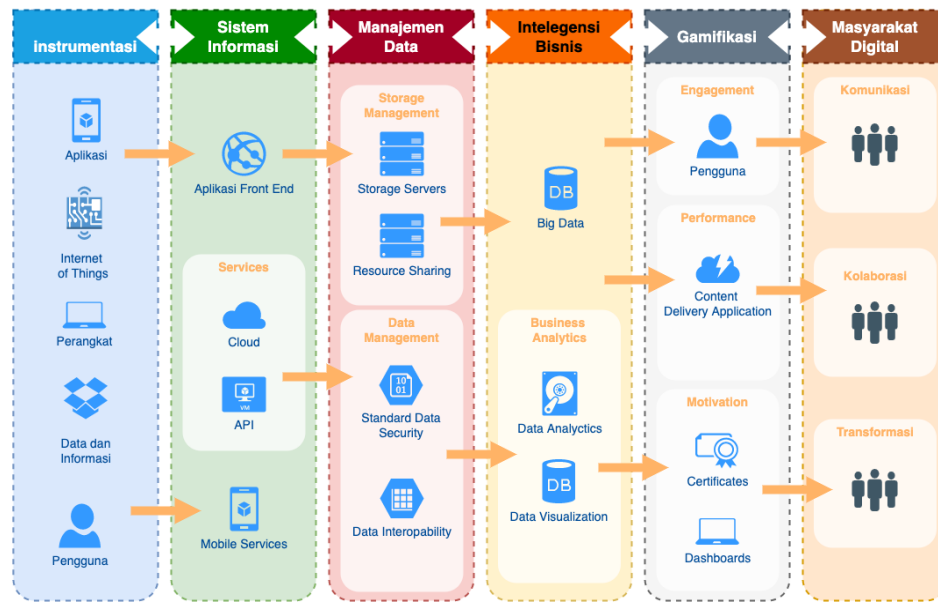 instrumentasi
Aplikasi
Internet
of Things
Perangkat
Data dan
Informasi
Pengguna
Sistem
Informasi
Aplikasi Front End
Services
Cloud
VM
API
Mobile Services
Manajemen
Data
Storage
Management
Storage Servers
Resource Sharing
Data
Management
10
01
Standard Data
Security
Data Interopability
Intelegensi
Bisnis
DB
Big Data
Business
Analytics
Data Analyctics
DB
Data Visualization
Gamifikasi
Engagement
Pengguna
Performance
Content
Delivery Application
Motivation
Certificates
Dashboards
Masyarakat
Digital
Komunikasi
Kolaborasi
Transformasi